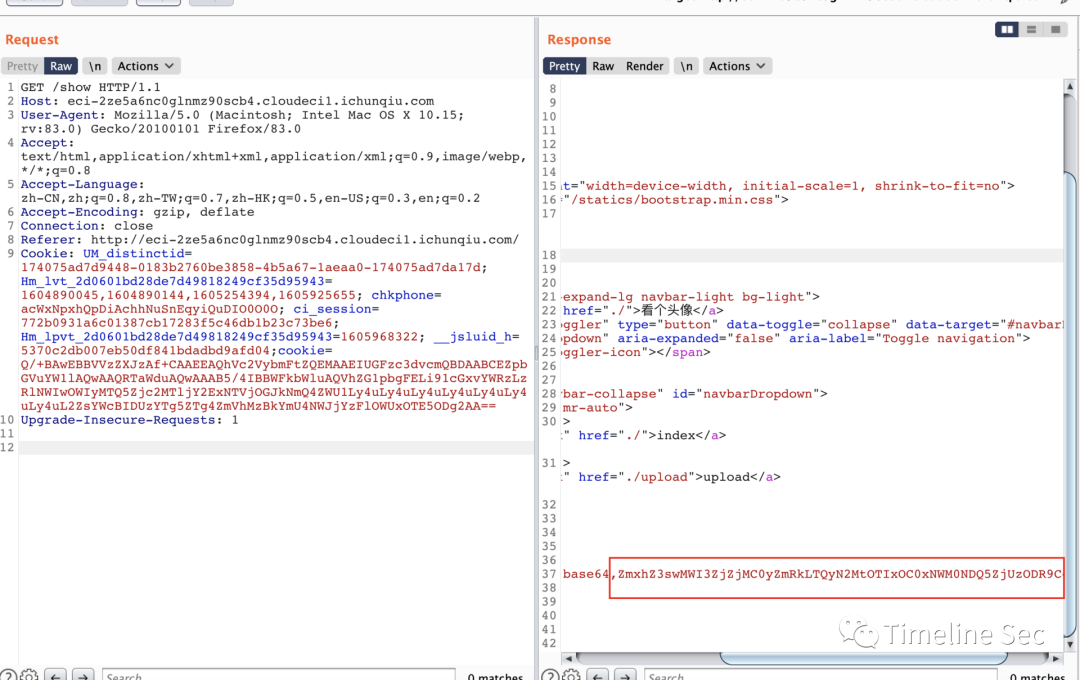 Request
Pretty Raw \n Actions
1 GET /show HTTP/1.1
2 Host: eci-2ze5a6nc0glnmz90scb4.cloudeci1.ichunqiu.com
3 User-Agent: Mozilla/5.0 (Macintosh; Intel Mac OS X 10.15;
rv:83.0) Gecko/20100101 Firefox/83.0
4 Accept:
text/html,application/xhtml+xml,application/xml;q=0.9,image/webp,
*/*;q=0.8
5 Accept-Language:
zh-CN,zh;q=0.8,zh-TW;q=0.7,zh-HK;q=0.5,en-US;q=0.3,en;q=0.2
6 Accept-Encoding: gzip, deflate
7 Connection: close
8 Referer: http://eci-2ze5a6nc0glnmz90scb4.cloudeci1.ichunqiu.com/
9 Cookie: UM_distinctid=
174075ad7d9448-0183b2760be3858-4b5a67-1aeaa0-174075ad7da17d;
Hm_lvt_2d0601bd28de7d49818249cf35d95943=
1604890045,1604890144,1605254394,1605925655; chkphone=
acWxNpxhQpDiAchhNuSnEqyiQuDIO0O0O; ci_session=
772b0931a6c01387cb17283f5c46db1b23c73be6;
Hm_lpvt_2d0601bd28de7d49818249cf35d95943=1605968322; __jsluid_h=
5370c2db007eb50df841bdadbd9afd04;cookie=
Q/+BAwEBBVVzZXJzAf+CAAEEAQhVc2VybmFtZQEMAAEIUGFzc3dvcmQBDAABCEZpb
GVuYW1lAQwAAQRTaWduAQwAAAB5/4IBBWFkbWluAQVhZG1pbgFELi91cGxvYWRzLz
RlNWIwOWIyMTQ5Zjc2MTljY2ExNTVjOGJkNmQ4ZWUlLy4uLy4uLy4uLy4uLy4uLy4
uLy4uL2ZsYWcBIDUzYTg5ZTg4ZmVhMzBkYmU4NWJjYzFlOWUxOTE5ODg2AA==
10 Upgrade-Insecure-Requests: 1
11
12
Search
0 matches
Response
Pretty Raw Render \n Actions
8
9
10
11
12
13
14
15 t="width=device-width, initial-scale=1, shrink-to-fit=no">
16 ="/statics/bootstrap.min.css">
17
18
19
20
21 expand-lg navbar-light bg-light">
22 href="./">看个头像</a>
23 oggler" type="button" data-toggle="collapse" data-target="#navbar
24 opdown" aria-expanded="false" aria-label="Toggle navigation">
25 oggler-icon"></span>
26
27
28 bar-collapse" id="navbarDropdown">
29 mr-auto">
30 >
" href="./">index</a>
31 >
" href="./upload">upload</a>
32
33
34
35
36
37 base64,ZmxhZ3swMWI3ZjZjMC0yZmRkLTQyN2MtOTIxOC0xNWM0NDQ5ZjUzODR9C
38
39
40
41
42
Timeline Sec
Search
0 matches